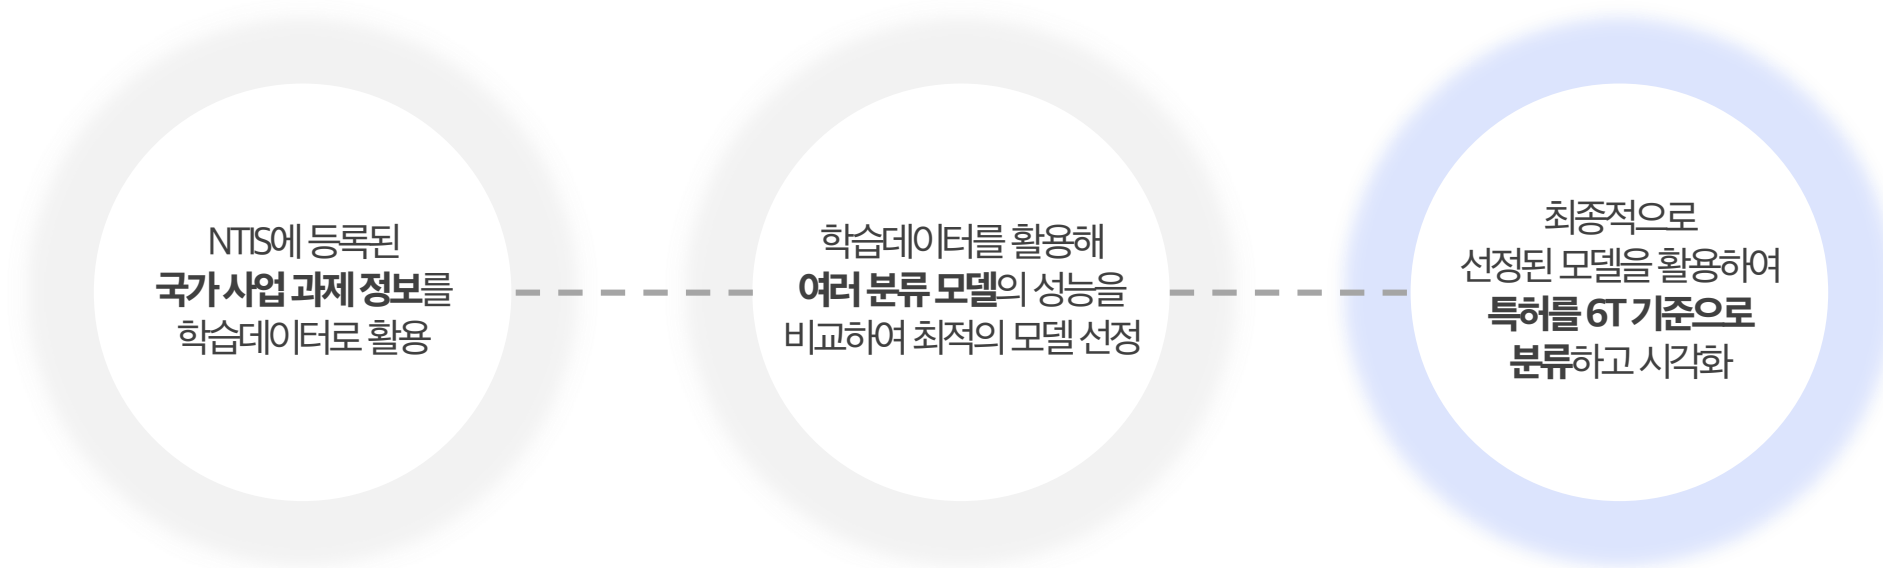 NTIS에 등록된
국가 사업 과제 정보를
학습데이터로 활용
학습데이터를 활용해
여러 분류 모델의 성능을
비교하여 최적의 모델 선정
최종적으로
선정된 모델을 활용하여
특허를 6T 기준으로
분류하고 시각화